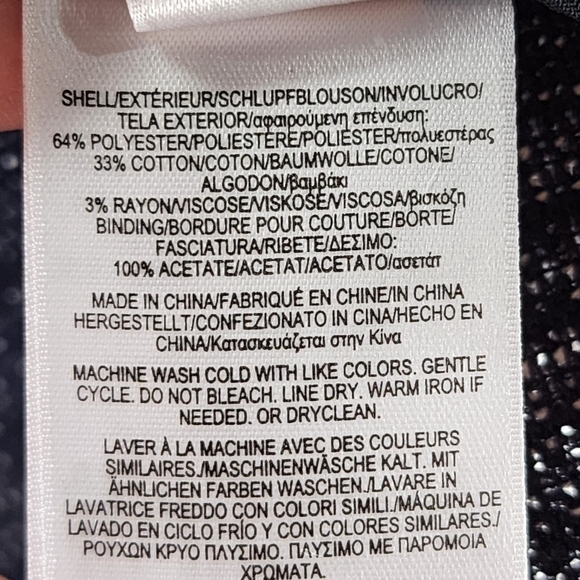 SHELL/EXTÉRIEUR/SCHLUPFBLOUSON/INVOLUCRO/
TELA EXTERIOR/αφαιρούμενη επένδυση:
64% POLYESTER/POLIESTERE/POLIESTER/πολυεστέρας
33% COTTON/COTON/BAUMWOLLE/COTONE/
ALGODON/βαμβάκι
3% RAYON/VISCOSE/VISKOSE/VISCOSA/βισκόζη
BINDING/BORDURE POUR COUTURE/BORTE/
FASCIATURA/RIBETE/ΔΕΣΙΜΟ:
100% ACETATE/ACETAT/ACETATO/ασετάτ
MADE IN CHINA/FABRIQUÉ EN CHINE/IN CHINA
HERGESTELLT/CONFEZIONATO IN CINA/HECHO EN
CHINA/Κατασκευάζεται στην Κίνα
MACHINE WASH COLD WITH LIKE COLORS. GENTLE
CYCLE. DO NOT BLEACH. LINE DRY. WARM IRON IF
NEEDED. OR DRYCLEAN.
LAVER À LA MACHINE AVEC DES COULEURS
SIMILAIRES./MASCHINENWÄSCHE KALT. MIT
ÄHNLICHEN FARBEN WASCHEN./LAVARE IN
LAVATRICE FREDDO CON COLORI SIMILI./MÁQUINA DE
LAVADO EN CICLO FRÍO Y CON COLORES SIMILARES./
ΡΟΥΧΩΝ ΚΡΥΟ ΠΛΥΣΙΜΟ. ΠΛΥΣΙΜΟ ΜΕ ΠΑΡΟΜΟΙΑ
ΧΡΩΜΑΤΑ.